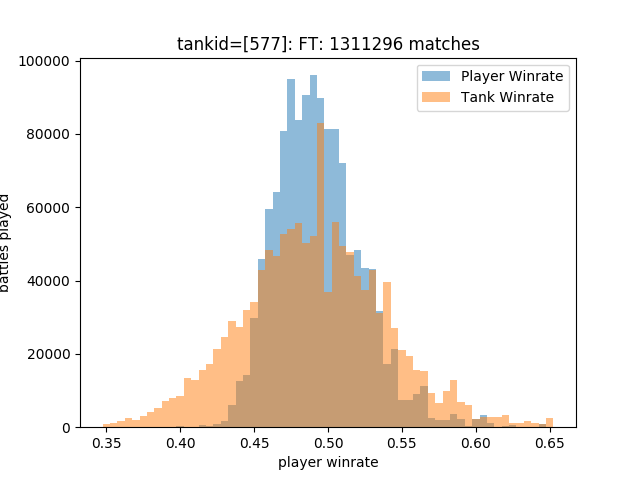 tankid=[577]: FT: 1311296 matches
100000
80000
60000
40000
20000
0
battles played
Player Winrate
Tank Winrate
0.35 0.40 0.45 0.50 0.55 0.60 0.65
player winrate